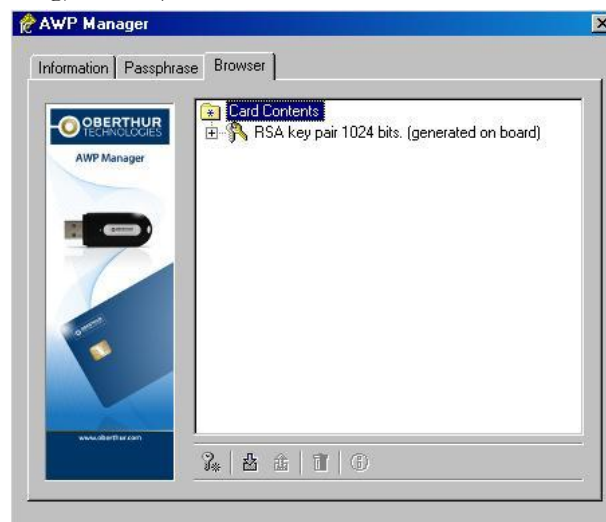 AWP Manager
Information
Passphrase
Browser
OBERTHUR
TECHNOLOGIES
AWP Manager
Card Contents
RSA key pair 1024 bits. (generated on board)
www.oberthur.com